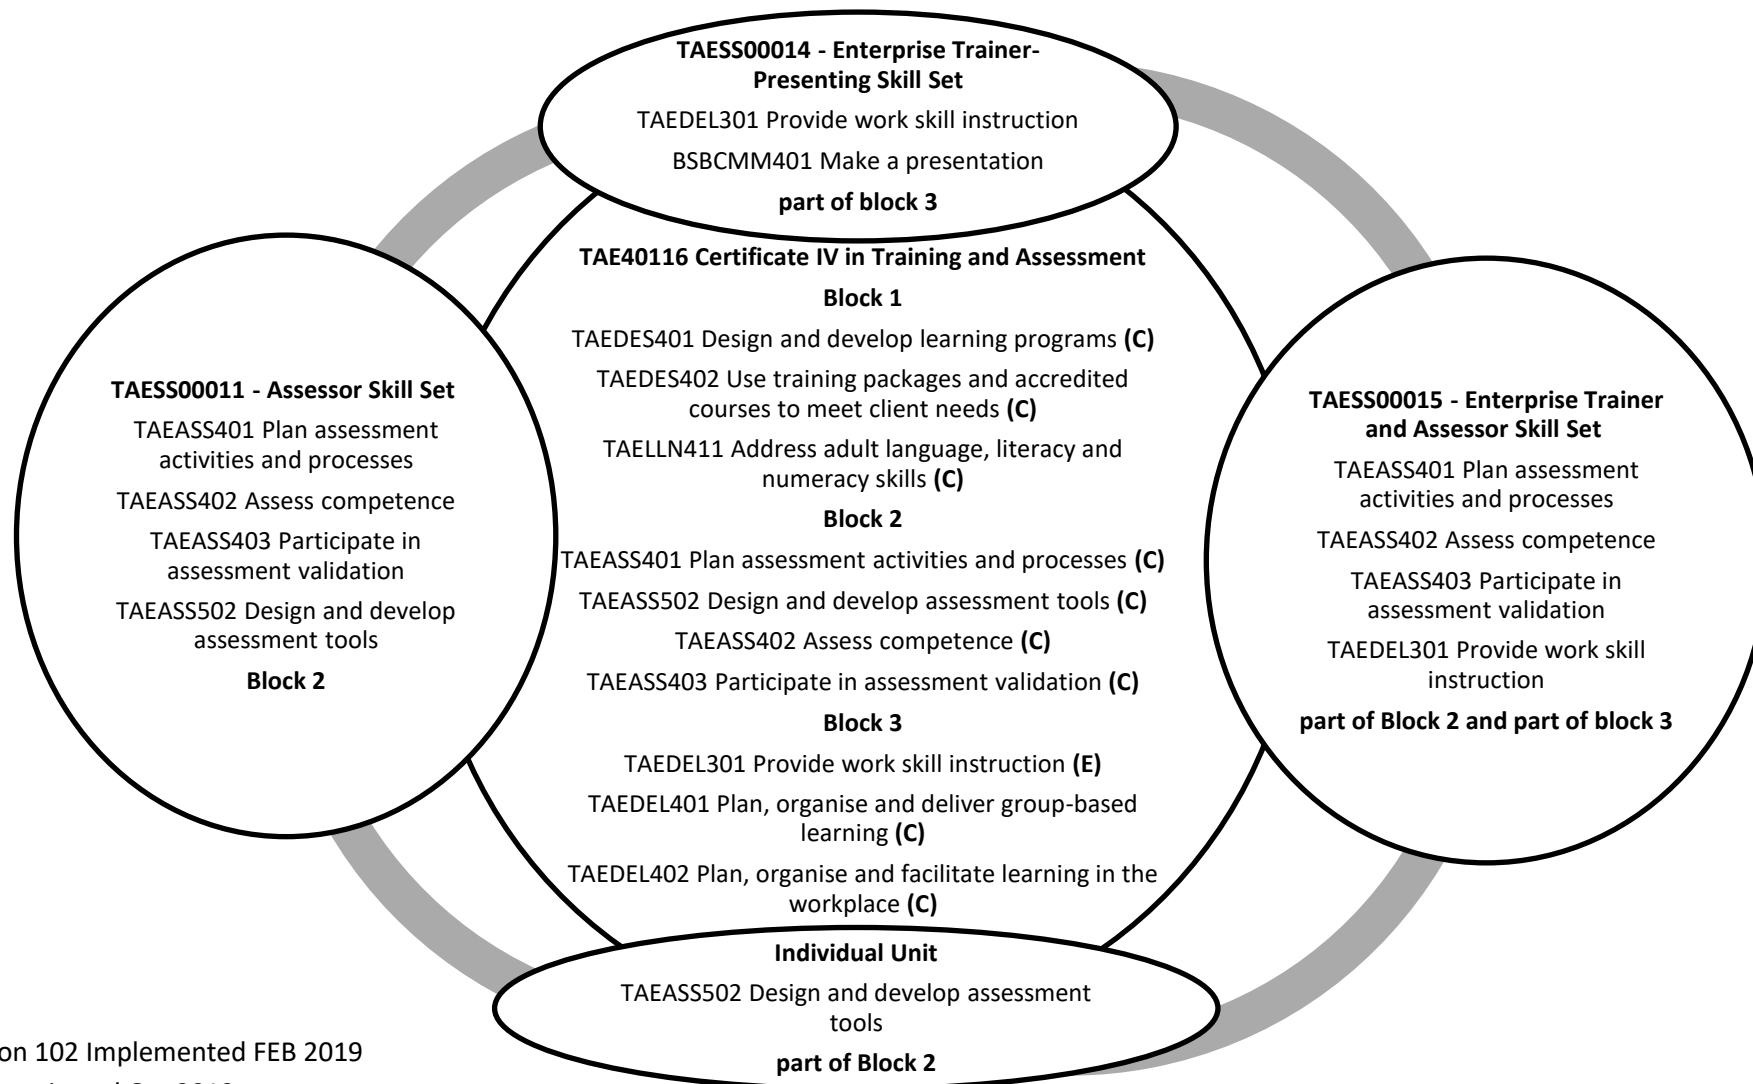 TAESS00014 - Enterprise Trainer-
Presenting Skill Set
TAEDEL301 Provide work skill instruction
BSBCMM401 Make a presentation
part of block 3
TAESS00011 - Assessor Skill Set
TAEASS401 Plan assessment
activities and processes
TAEASS402 Assess competence
TAEASS403 Participate in
assessment validation
TAEASS502 Design and develop
assessment tools
Block 2
TAE40116 Certificate IV in Training and Assessment
Block 1
TAEDES401 Design and develop learning programs (C)
TAEDES402 Use training packages and accredited
courses to meet client needs (C)
TAELLN411 Address adult language, literacy and
numeracy skills (C)
Block 2
TAEASS401 Plan assessment activities and processes (C)
TAEASS502 Design and develop assessment tools (C)
TAEASS402 Assess competence (C)
TAEASS403 Participate in assessment validation (C)
Block 3
TAEDEL301 Provide work skill instruction (E)
TAEDEL401 Plan, organise and deliver group-based
learning (C)
TAEDEL402 Plan, organise and facilitate learning in the
workplace (C)
TAESS00015 - Enterprise Trainer
and Assessor Skill Set
TAEASS401 Plan assessment
activities and processes
TAEASS402 Assess competence
TAEASS403 Participate in
assessment validation
TAEDEL301 Provide work skill
instruction
part of Block 2 and part of block 3
Individual Unit
TAEASS502 Design and develop assessment
tools
part of Block 2
on 102 Implemented FEB 2019